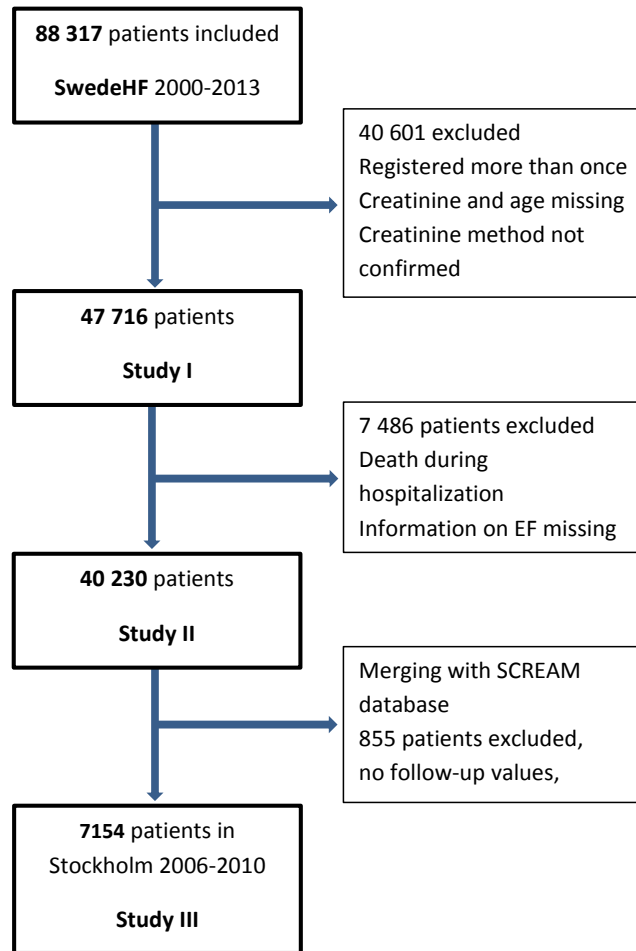 88 317 patients included
SwedeHF 2000-2013
40 601 excluded
Registered more than once
Creatinine and age missing
Creatinine method not
confirmed
47 716 patients
Study I
7 486 patients excluded
Death during
hospitalization
Information on EF missing
40 230 patients
Study II
Merging with SCREAM
database
855 patients excluded,
no follow-up values,
7154 patients in
Stockholm 2006-2010
Study III